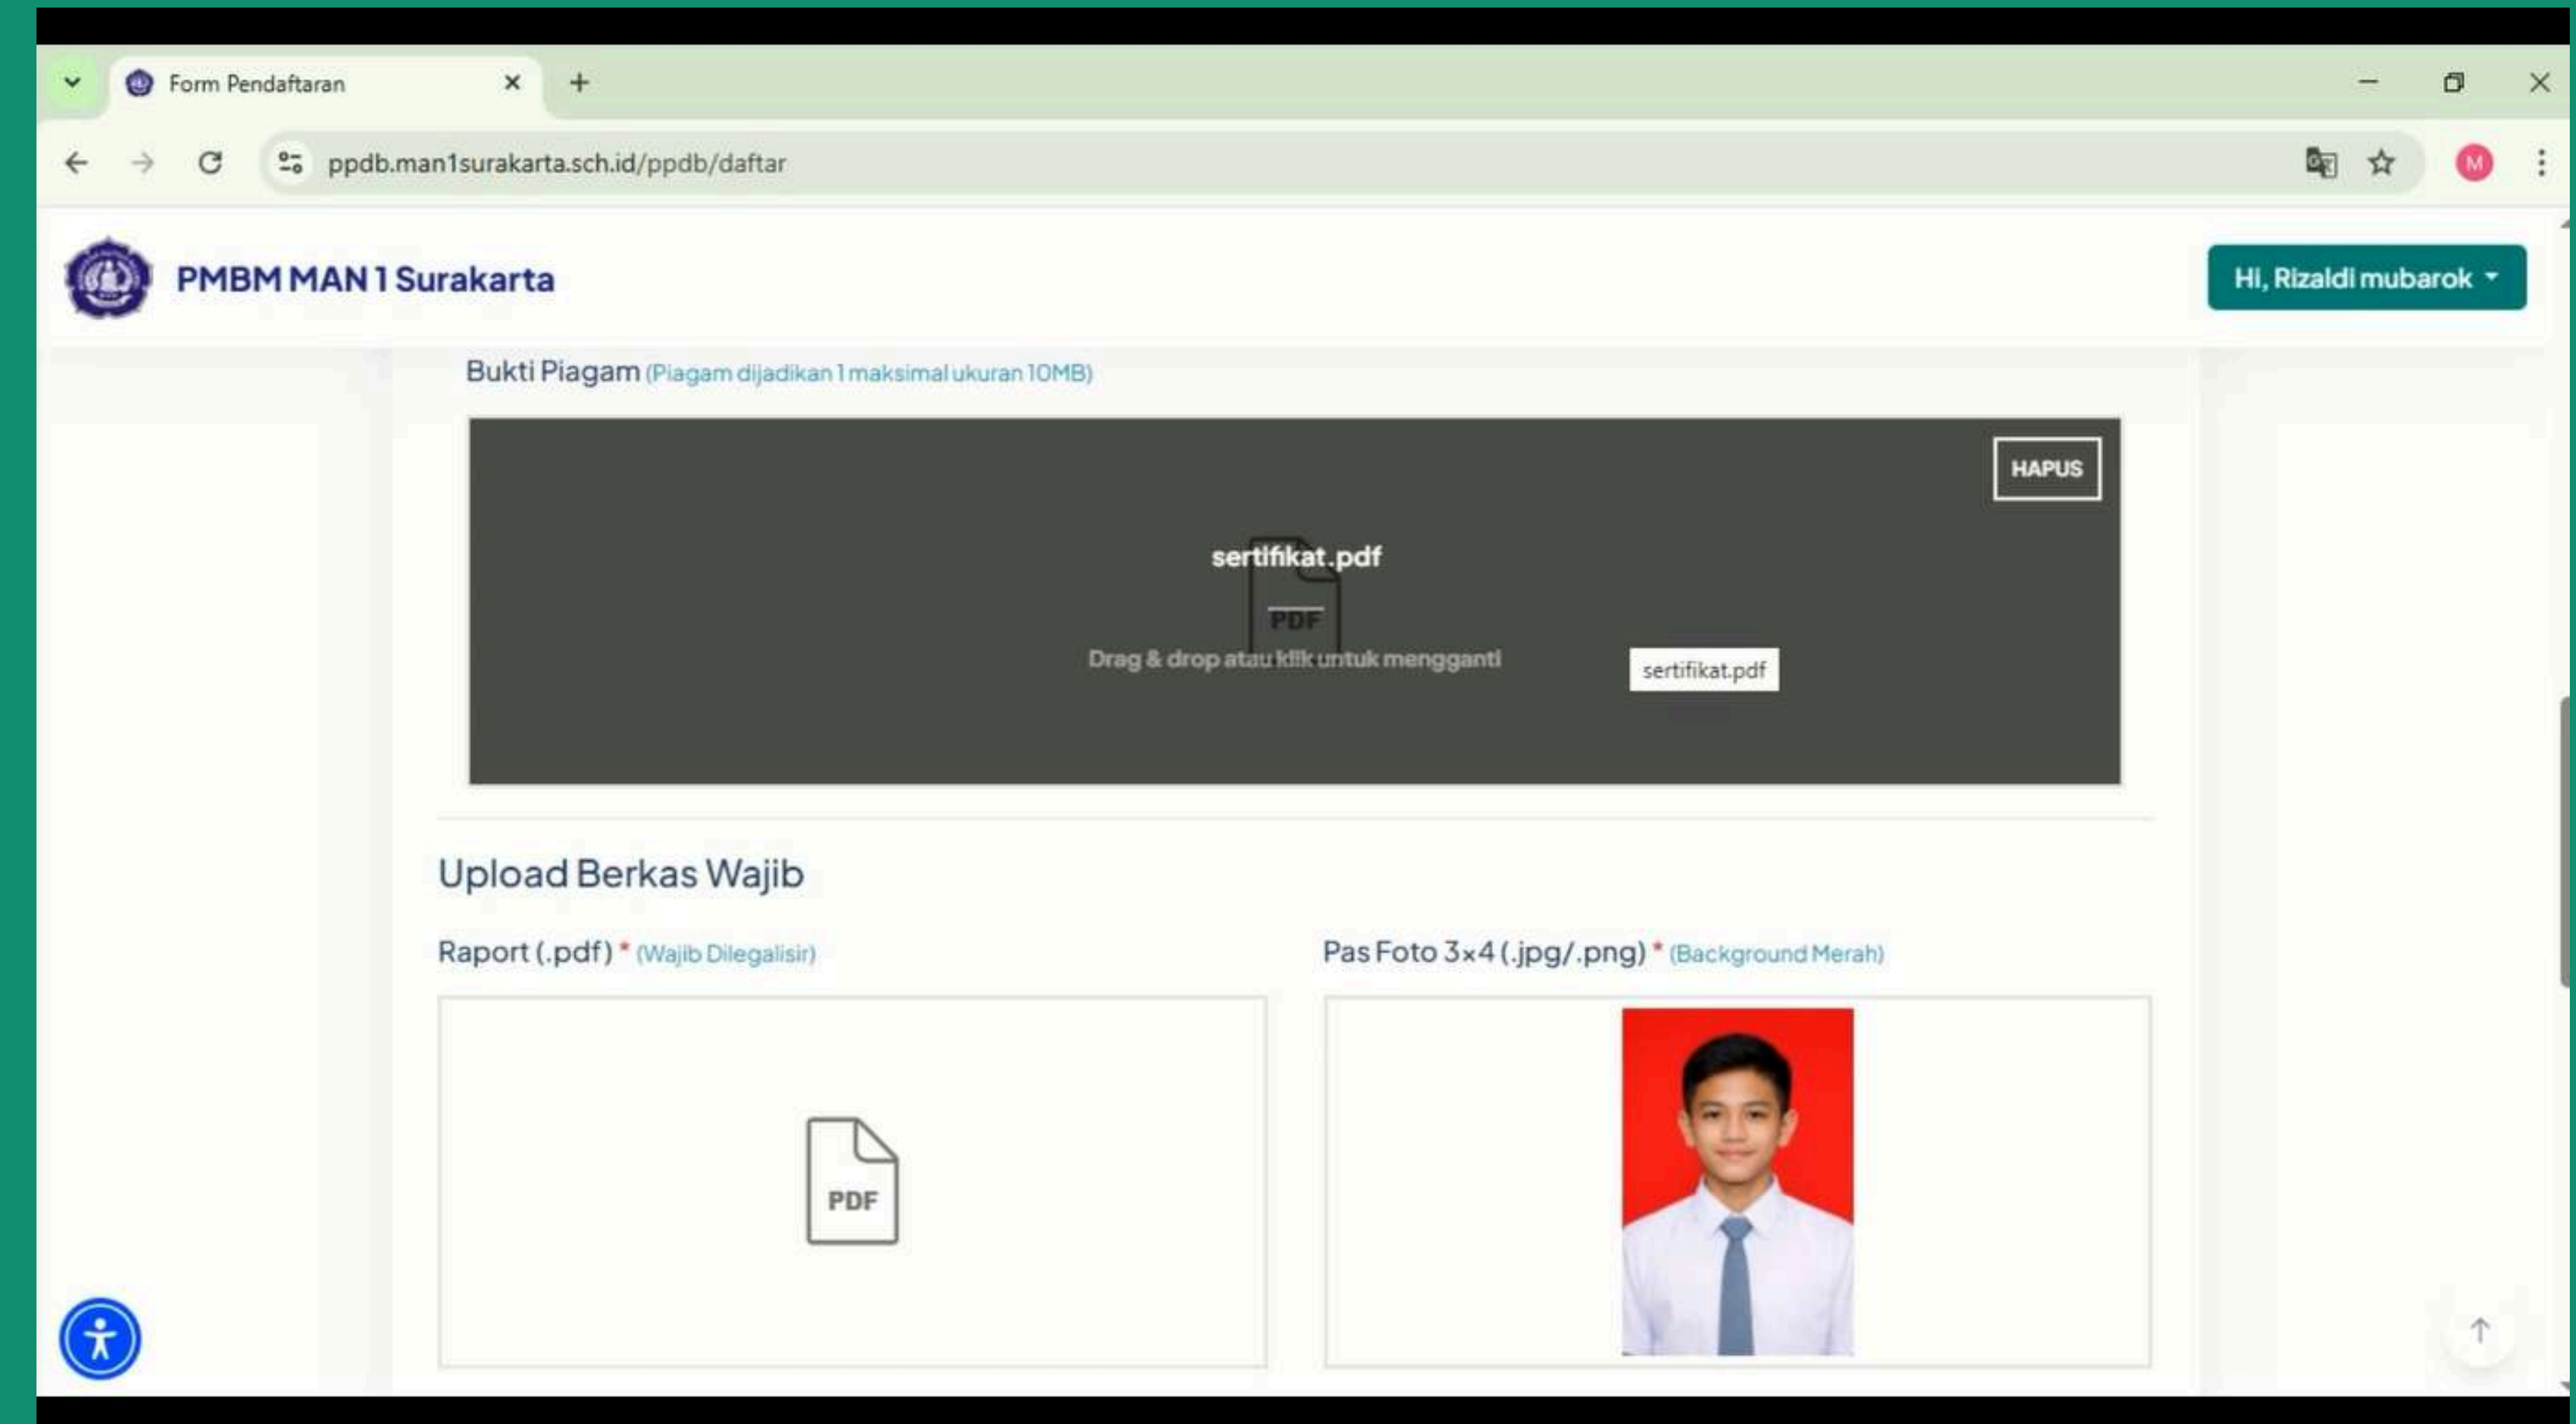 Form Pendaftaran
ppdb.man1surakarta.sch.id/ppdb/daftar
M
PMBM MAN 1 Surakarta
Hi, Rizaldi mubarok
Bukti Piagam (Piagam dijadikan 1 maksimal ukuran 10MB)
HAPUS
sertifikat.pdf
PDF
Drag & drop atau klik untuk mengganti
sertifikat.pdf
Upload Berkas Wajib
Raport (.pdf) * (Wajib Dilegalisir)
Pas Foto 3×4 (.jpg/.png) * (Background Merah)
PDF